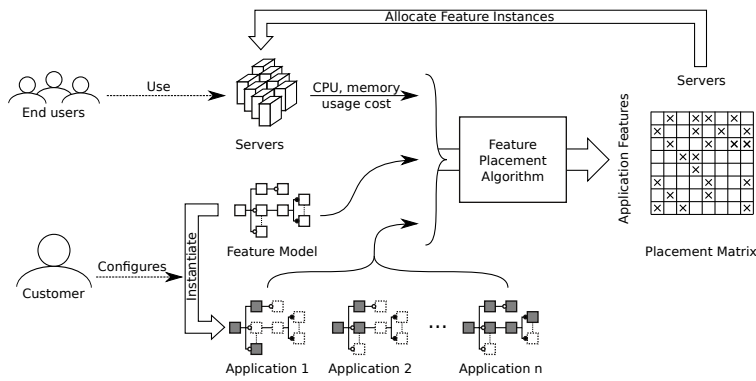 Allocate Feature Instances
Use
End users
Servers
CPU, memory
usage cost
Feature
Placement
Algorithm
Servers
Application Features
Placement Matrix
Feature Model
Customer
Configures
Instantiate
Application 1
Application 2
...
Application n